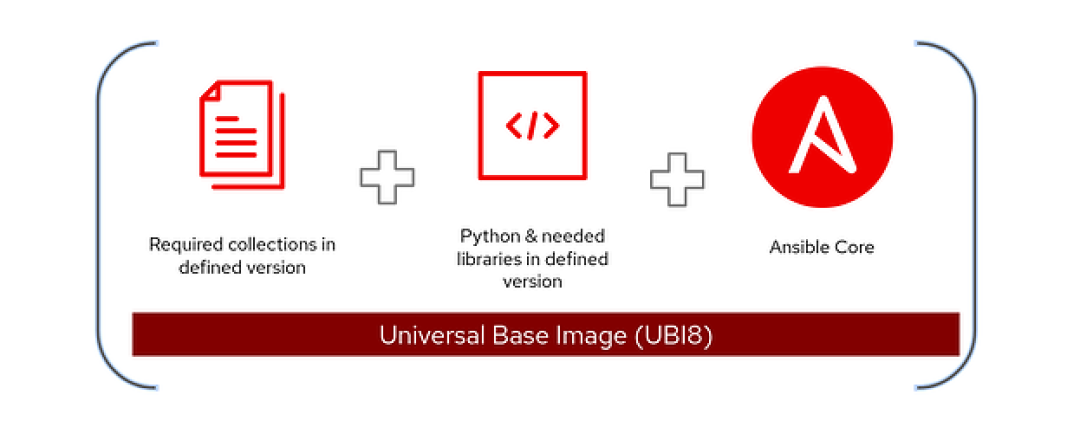 Required collections in
defined version
Python & needed
libraries in defined
version
Ansible Core
Universal Base Image (UBI8)